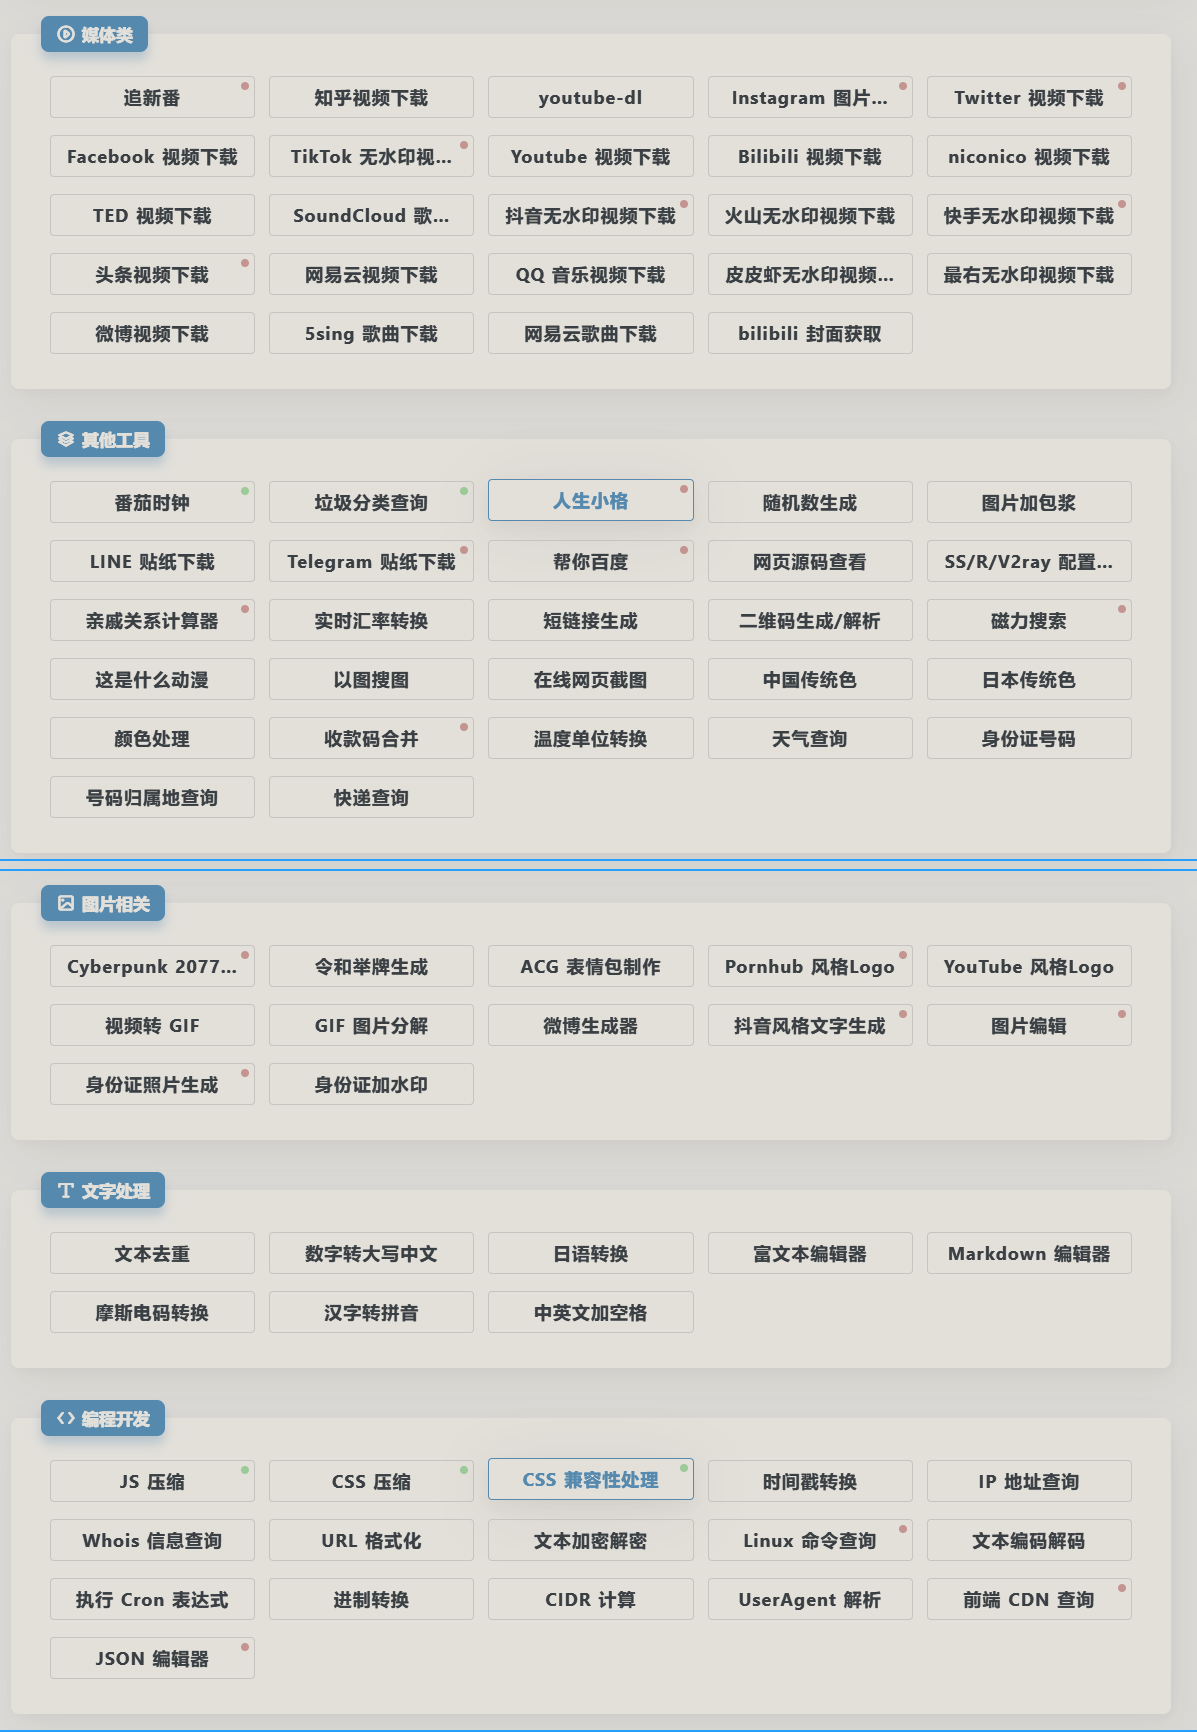 媒体类
追新番 知乎视频下载 youtube-dl Instagram 图片... Twitter 视频下载
Facebook 视频下载 TikTok 无水印视... Youtube 视频下载 Bilibili 视频下载 niconico 视频下载
TED 视频下载 SoundCloud 歌... 抖音无水印视频下载 火山无水印视频下载 快手无水印视频下载
头条视频下载 网易云视频下载 QQ 音乐视频下载 皮皮虾无水印视频... 最右无水印视频下载
微博视频下载 5sing 歌曲下载 网易云歌曲下载 bilibili 封面获取
其他工具
番茄时钟 垃圾分类查询 人生小格 随机数生成 图片加包浆
LINE 贴纸下载 Telegram 贴纸下载 帮你百度 网页源码查看 SS/R/V2ray 配置...
亲戚关系计算器 实时汇率转换 短链接生成 二维码生成/解析 磁力搜索
这是什么动漫 以图搜图 在线网页截图 中国传统色 日本传统色
颜色处理 收款码合并 温度单位转换 天气查询 身份证号码
号码归属地查询 快递查询
图片相关
Cyberpunk 2077... 令和举牌生成 ACG 表情包制作 Pornhub 风格Logo YouTube 风格Logo
视频转 GIF GIF 图片分解 微博生成器 抖音风格文字生成 图片编辑
身份证照片生成 身份证加水印
文字处理
文本去重 数字转大写中文 日语转换 富文本编辑器 Markdown 编辑器
摩斯电码转换 汉字转拼音 中英文加空格
编程开发
JS 压缩 CSS 压缩 CSS 兼容性处理 时间戳转换 IP 地址查询
Whois 信息查询 URL 格式化 文本加密解密 Linux 命令查询 文本编码解码
执行 Cron 表达式 进制转换 CIDR 计算 UserAgent 解析 前端 CDN 查询
JSON 编辑器